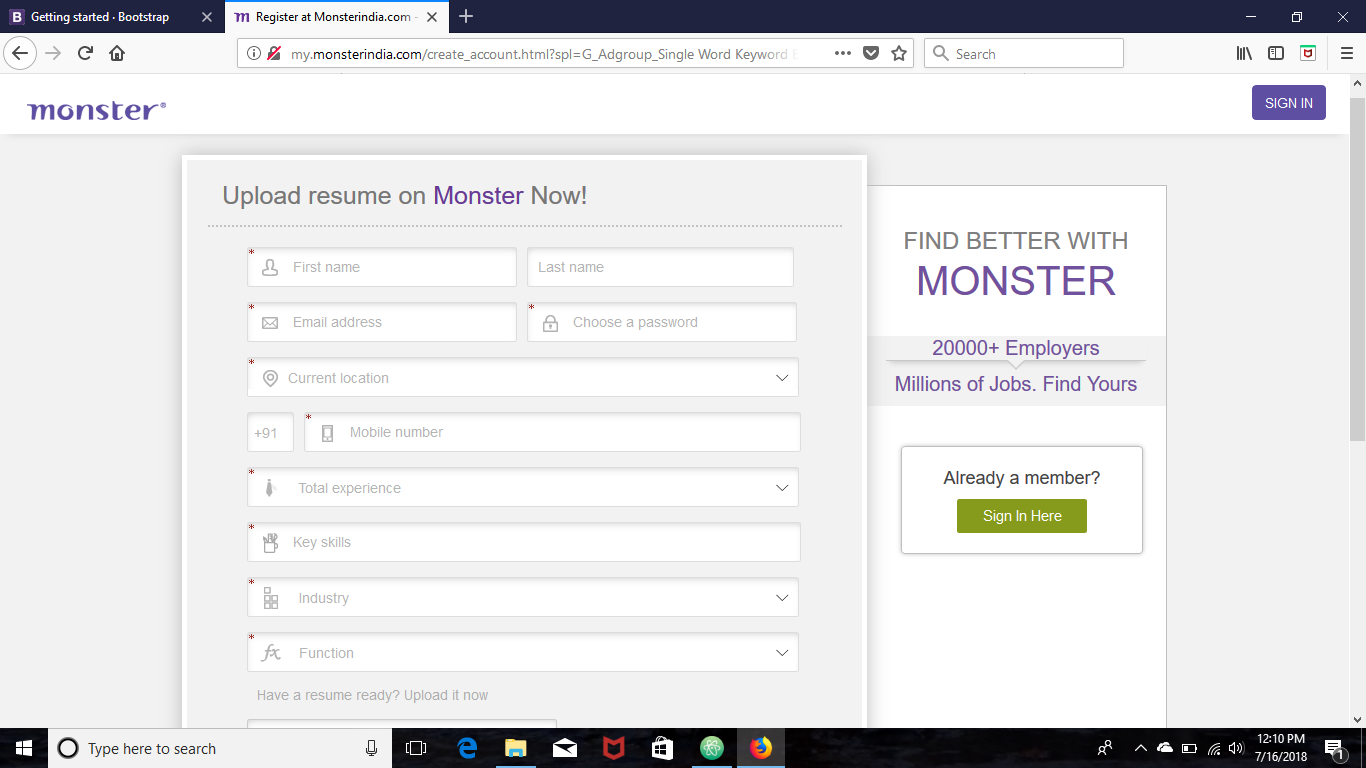 Getting started · Bootstrap
Register at Monsterindia.com -
my.monsterindia.com/create_account.html?spl=G_Adgroup_Single Word Keyword
Search
monster®
SIGN IN
Upload resume on Monster Now!
* First name
Last name
* Email address
* Choose a password
* Current location
+91
* Mobile number
* Total experience
* Key skills
* Industry
* fx Function
Have a resume ready? Upload it now
FIND BETTER WITH
MONSTER
20000+ Employers
Millions of Jobs. Find Yours
Already a member?
Sign In Here
Type here to search
12:10 PM
7/16/2018
1